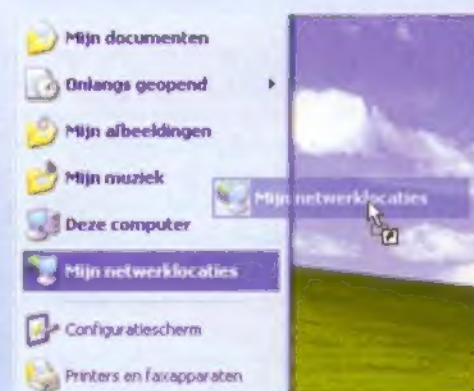 Mijn documenten
Onlangs geopend
Mijn afbeeldingen
Mijn muziek
Mijn netwerklocaties
Deze computer
Mijn netwerklocaties
Configuratiescherm
Printers en faxapparaten